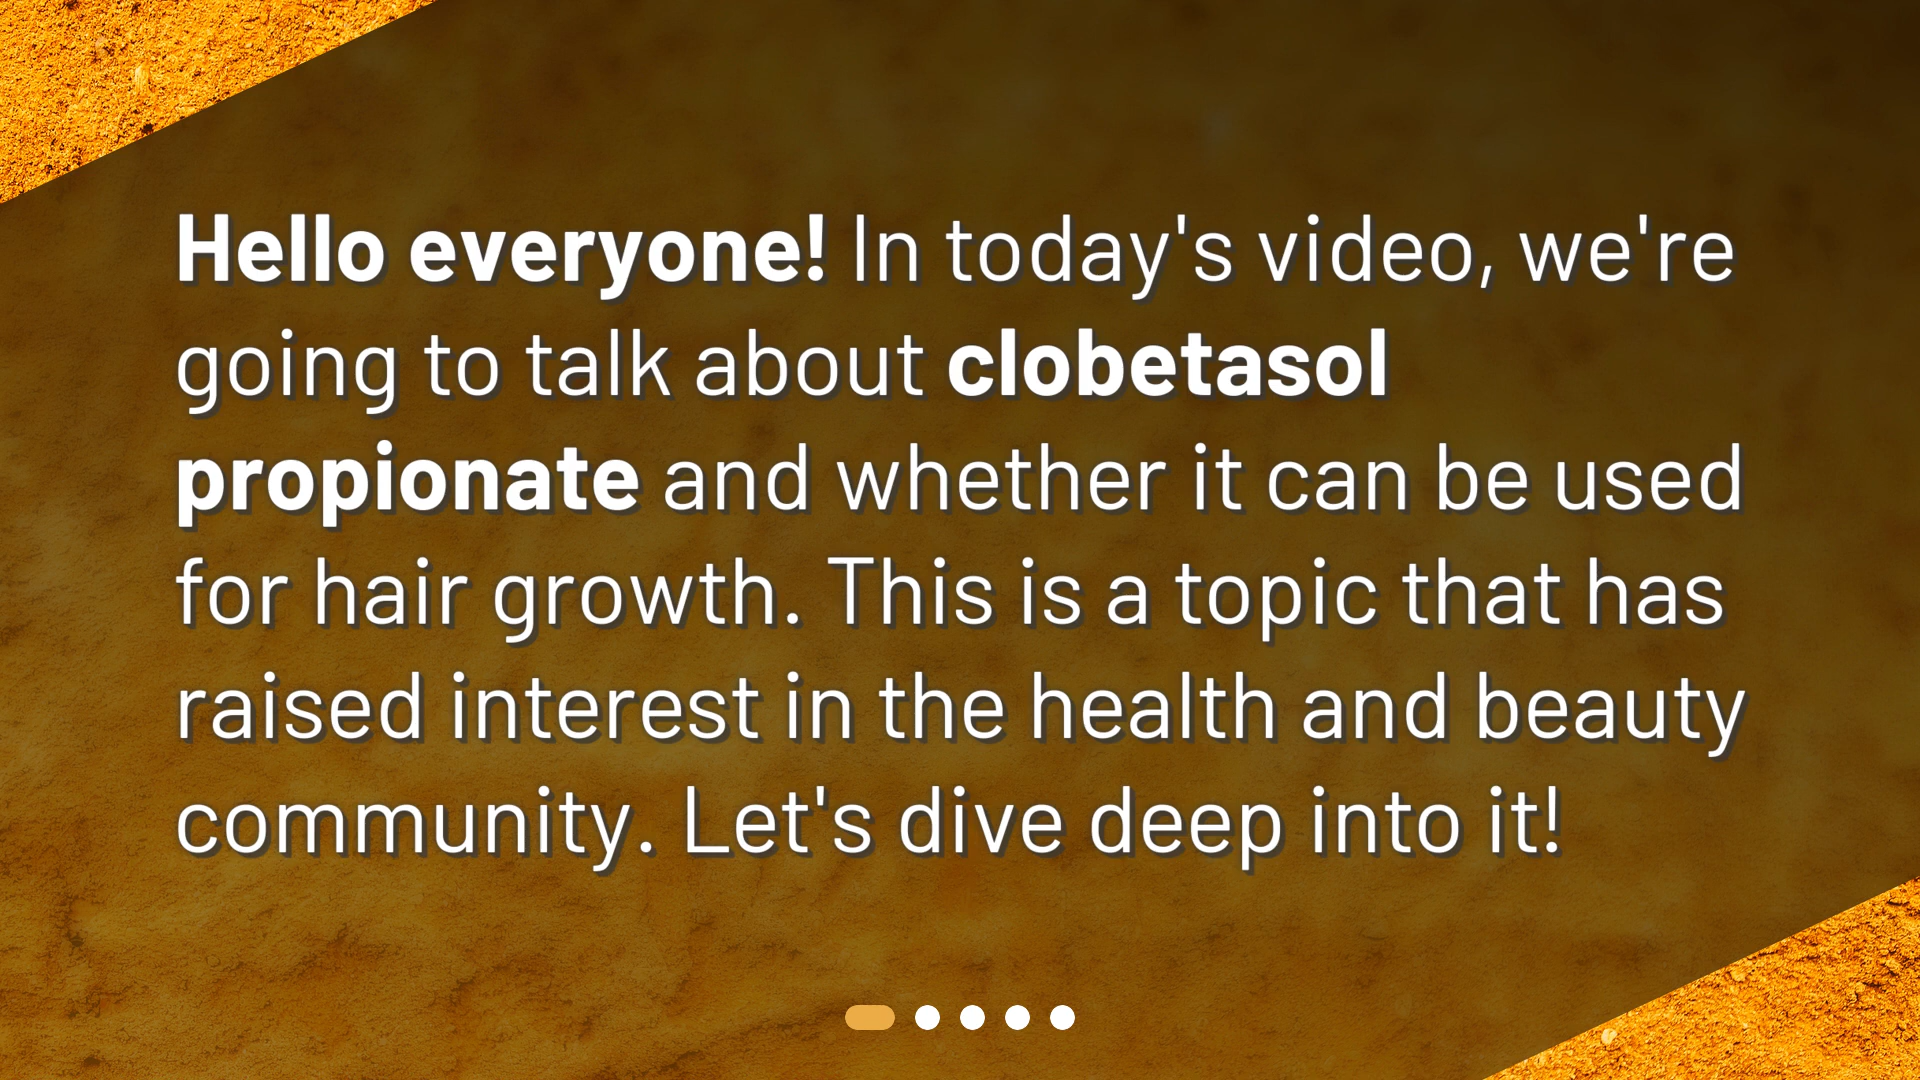 Hello everyone! In today's video, we're
going to talk about clobetasol
propionate and whether it can be used
for hair growth. This is a topic that has
raised interest in the health and beauty
community. Let's dive deep into it!